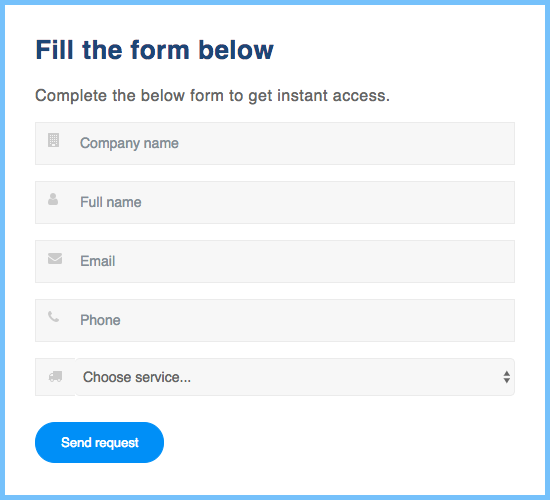 Fill the form below
Complete the below form to get instant access.
Company name
Full name
Email
Phone
Choose service...
Send request